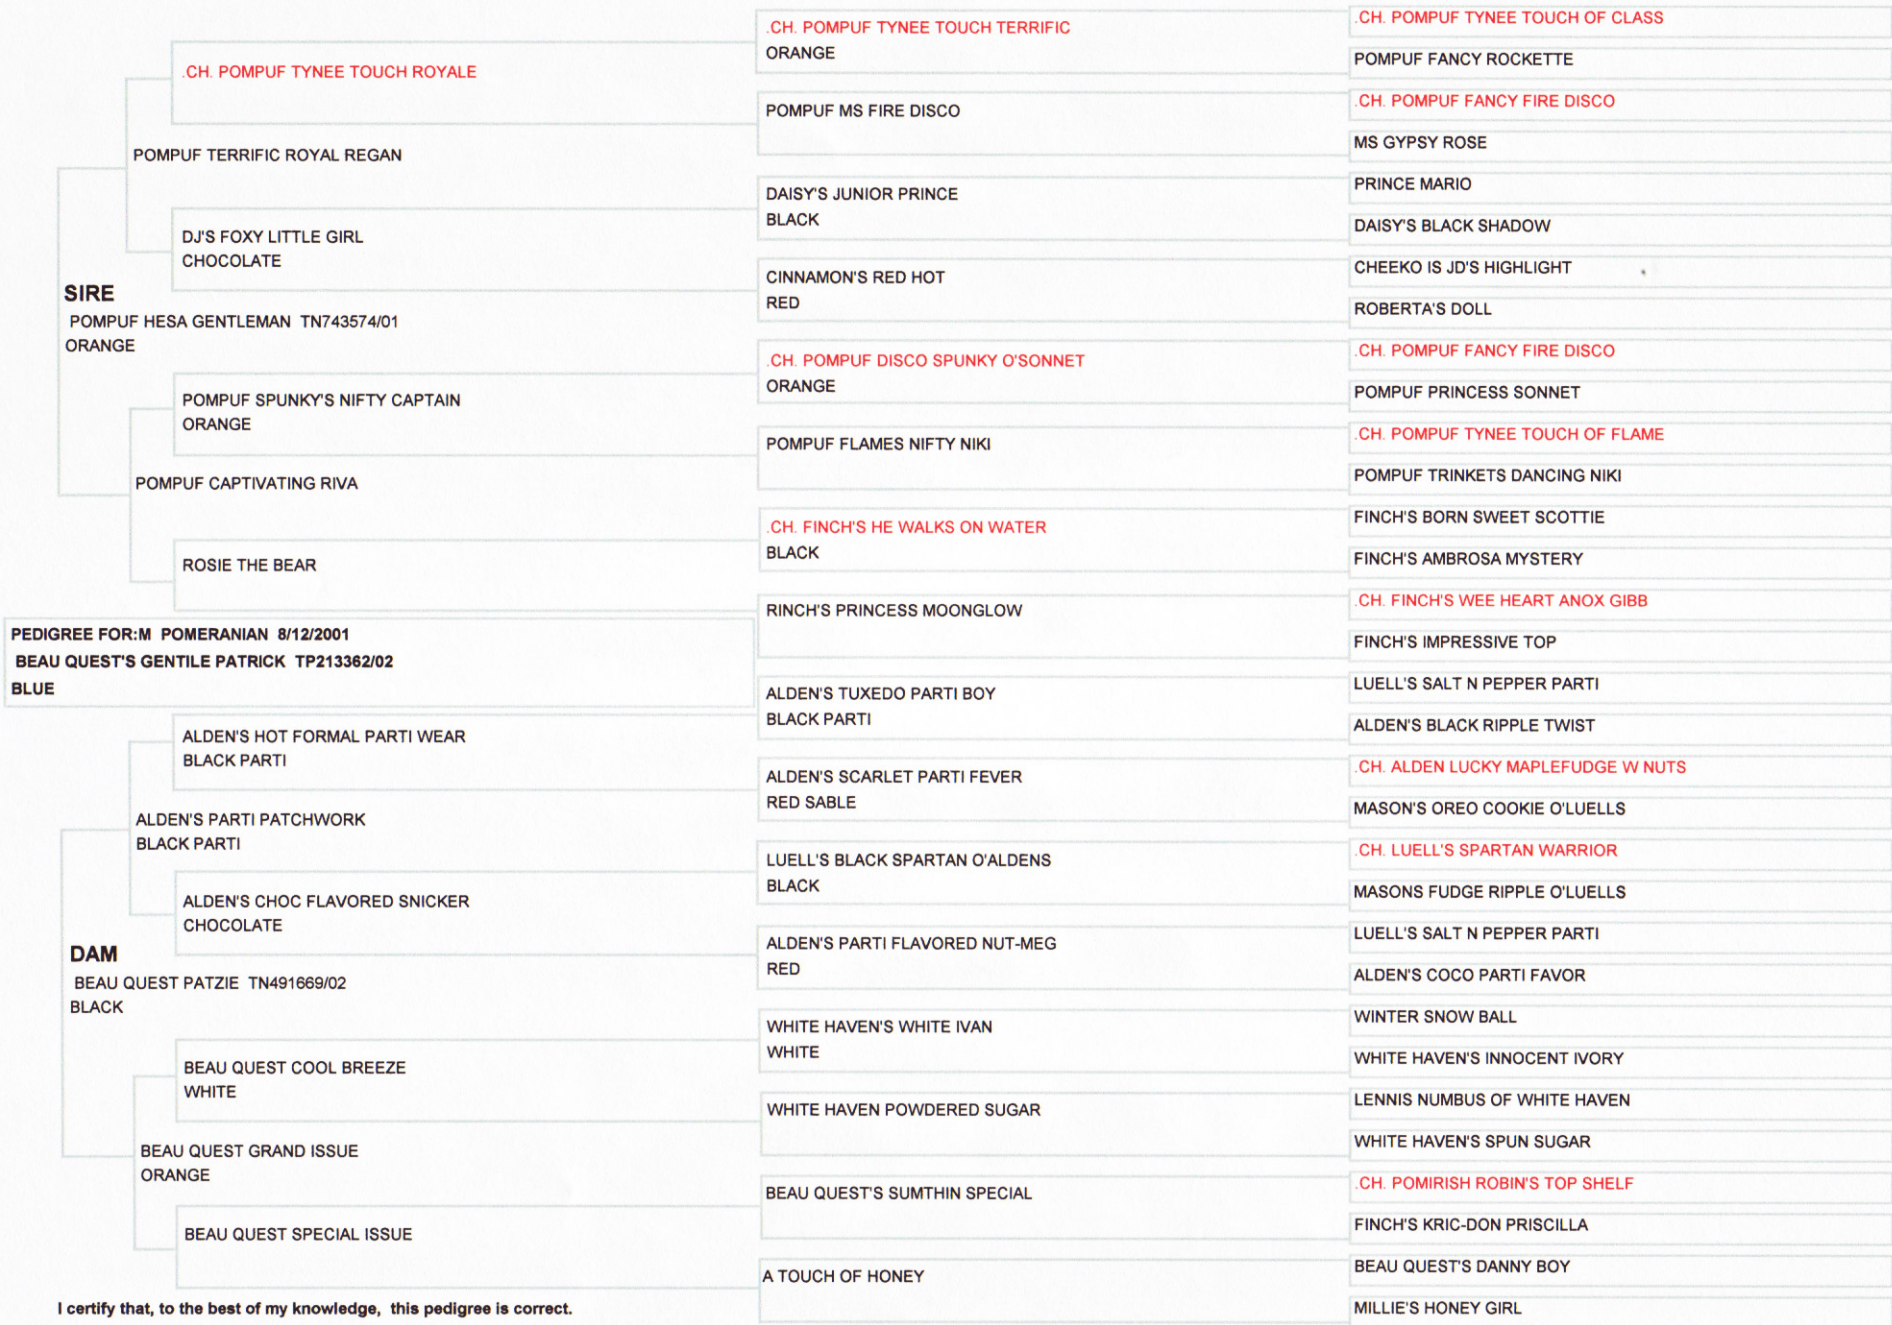 .CH. POMPUF TYNEE TOUCH ROYALE
POMPUF TERRIFIC ROYAL REGAN
DJ'S FOXY LITTLE GIRL
CHOCOLATE
SIRE
POMPUF HESA GENTLEMAN TN743574/01
ORANGE
POMPUF SPUNKY'S NIFTY CAPTAIN
ORANGE
POMPUF CAPTIVATING RIVA
ROSIE THE BEAR
PEDIGREE FOR:M POMERANIAN 8/12/2001
BEAU QUEST'S GENTILE PATRICK TP213362/02
BLUE
ALDEN'S HOT FORMAL PARTI WEAR
BLACK PARTI
ALDEN'S PARTI PATCHWORK
BLACK PARTI
ALDEN'S CHOC FLAVORED SNICKER
CHOCOLATE
DAM
BEAU QUEST PATZIE TN491669/02
BLACK
BEAU QUEST COOL BREEZE
WHITE
BEAU QUEST GRAND ISSUE
ORANGE
BEAU QUEST SPECIAL ISSUE
I certify that, to the best of my knowledge, this pedigree is correct.
.CH. POMPUF TYNEE TOUCH TERRIFIC
ORANGE
POMPUF MS FIRE DISCO
DAISY'S JUNIOR PRINCE
BLACK
CINNAMON'S RED HOT
RED
.CH. POMPUF DISCO SPUNKY O'SONNET
ORANGE
POMPUF FLAMES NIFTY NIKI
.CH. FINCH'S HE WALKS ON WATER
BLACK
RINCH'S PRINCESS MOONGLOW
ALDEN'S TUXEDO PARTI BOY
BLACK PARTI
ALDEN'S SCARLET PARTI FEVER
RED SABLE
LUELL'S BLACK SPARTAN O'ALDENS
BLACK
ALDEN'S PARTI FLAVORED NUT-MEG
RED
WHITE HAVEN'S WHITE IVAN
WHITE
WHITE HAVEN POWDERED SUGAR
BEAU QUEST'S SUMTHIN SPECIAL
A TOUCH OF HONEY
.CH. POMPUF TYNEE TOUCH OF CLASS
POMPUF FANCY ROCKETTE
.CH. POMPUF FANCY FIRE DISCO
MS GYPSY ROSE
PRINCE MARIO
DAISY'S BLACK SHADOW
CHEEKO IS JD'S HIGHLIGHT
ROBERTA'S DOLL
.CH. POMPUF FANCY FIRE DISCO
POMPUF PRINCESS SONNET
.CH. POMPUF TYNEE TOUCH OF FLAME
POMPUF TRINKETS DANCING NIKI
FINCH'S BORN SWEET SCOTTIE
FINCH'S AMBROSA MYSTERY
.CH. FINCH'S WEE HEART ANOX GIBB
FINCH'S IMPRESSIVE TOP
LUELL'S SALT N PEPPER PARTI
ALDEN'S BLACK RIPPLE TWIST
.CH. ALDEN LUCKY MAPLEFUDGE W NUTS
MASON'S OREO COOKIE O'LUELLS
.CH. LUELL'S SPARTAN WARRIOR
MASONS FUDGE RIPPLE O'LUELLS
LUELL'S SALT N PEPPER PARTI
ALDEN'S COCO PARTI FAVOR
WINTER SNOW BALL
WHITE HAVEN'S INNOCENT IVORY
LENNIS NUMBUS OF WHITE HAVEN
WHITE HAVEN'S SPUN SUGAR
.CH. POMIRISH ROBIN'S TOP SHELF
FINCH'S KRIC-DON PRISCILLA
BEAU QUEST'S DANNY BOY
MILLIE'S HONEY GIRL